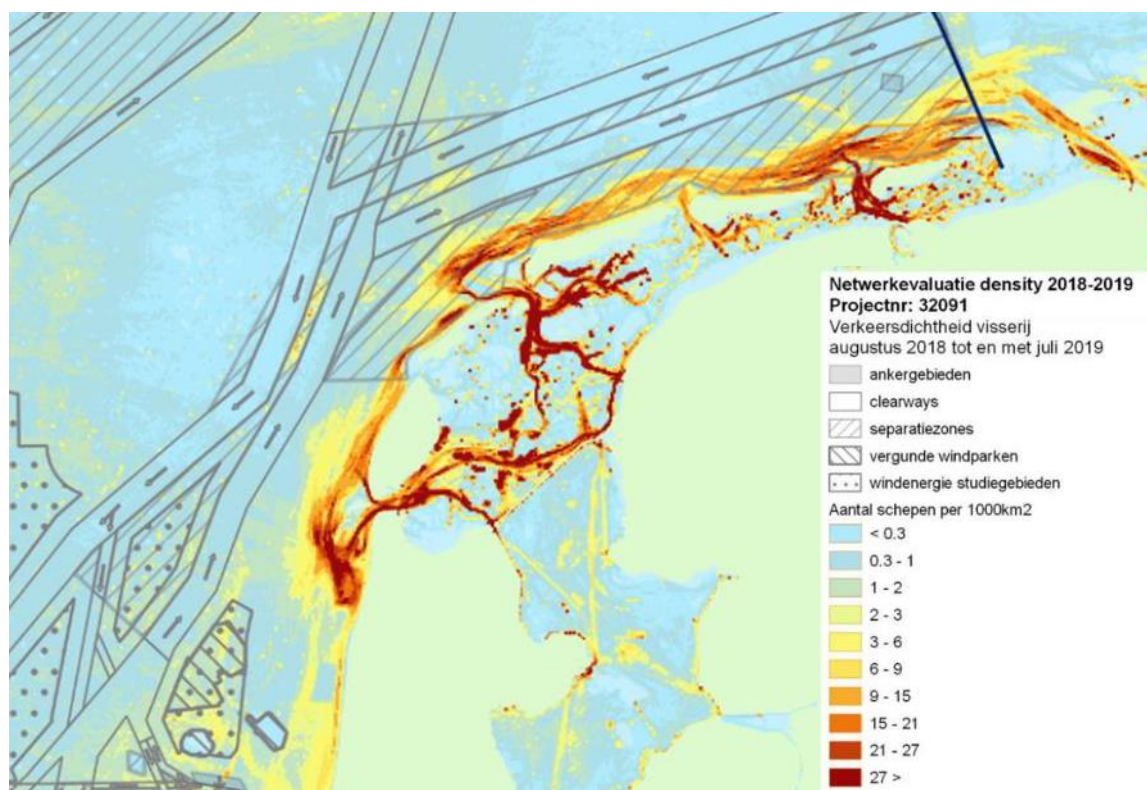 Netwerkevaluatie density 2018-2019
Projectnr: 32091
Verkeersdichtheid visserij
augustus 2018 tot en met juli 2019
ankergebieden
clearways
separatiezones
vergunde windparken
windenergie studiegebieden
Aantal schepen per 1000km2
< 0.3
0.3 - 1
1 - 2
2 - 3
3 - 6
6 - 9
9 - 15
15 - 21
21 - 27
27 >